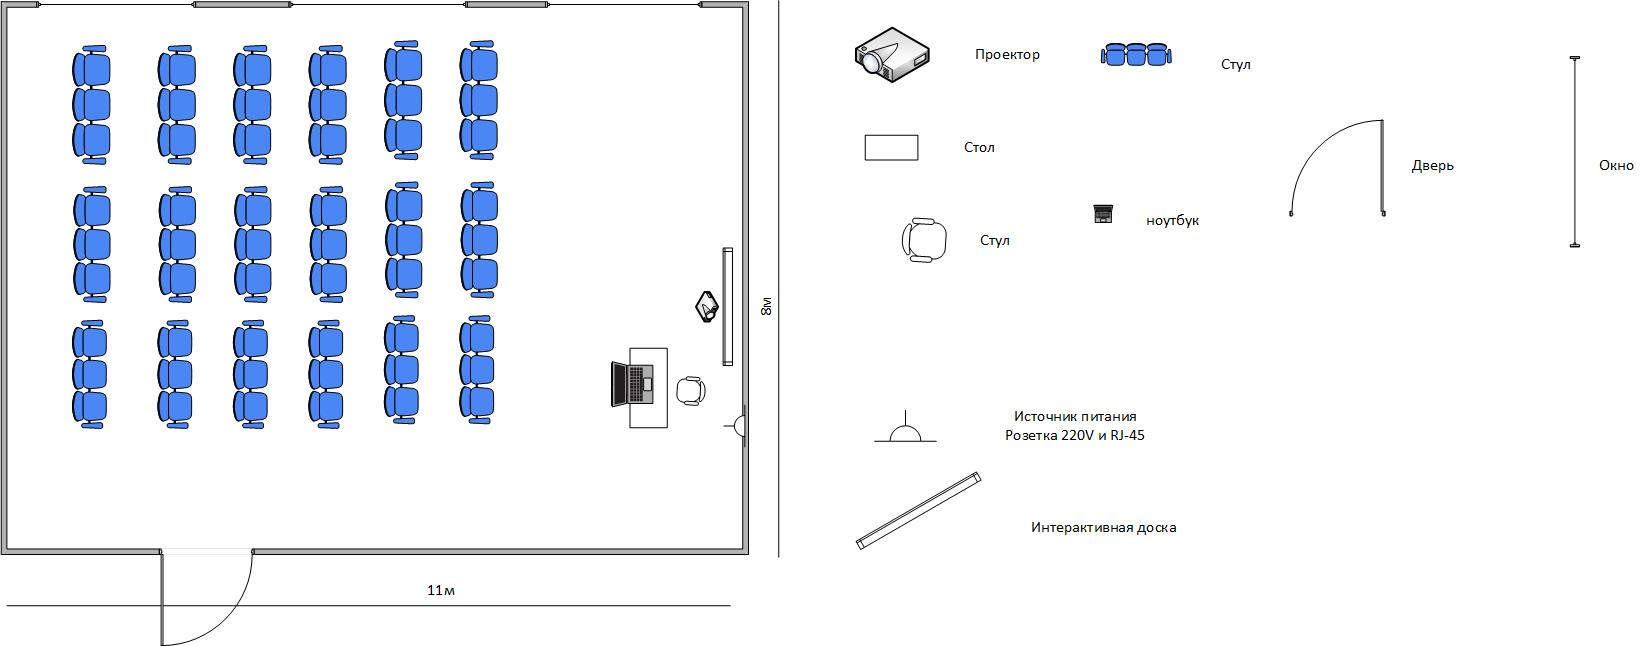 Проектор
Стул
Стол
Дверь
Окно
ноутбук
Стул
8м
Источник питания
Розетка 220V и RJ-45
Интерактивная доска
11м